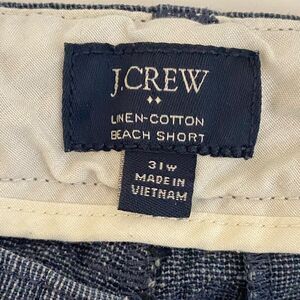 J.CREW
LINEN-COTTON
BEACH SHORT
31W
MADE IN
VIETNAM